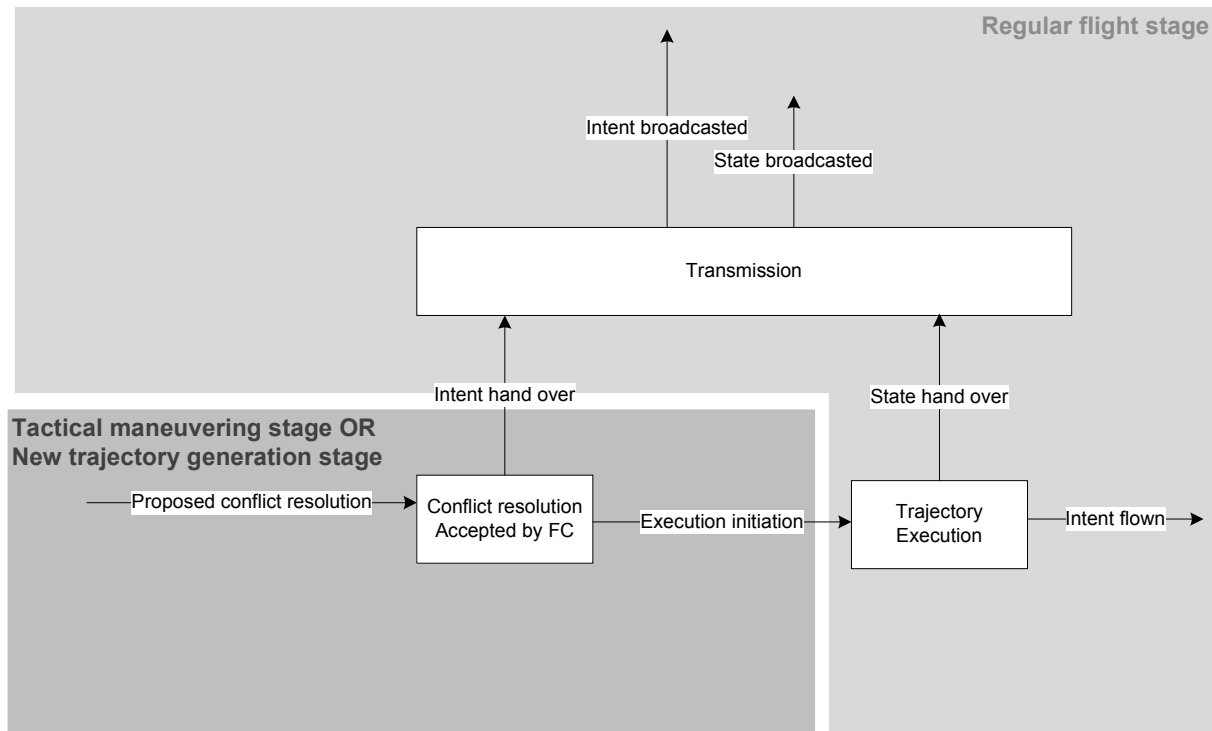 Regular flight stage
Intent broadcasted
State broadcasted
Transmission
Intent hand over
State hand over
Tactical maneuvering stage OR
New trajectory generation stage
Proposed conflict resolution
Conflict resolution
Accepted by FC
Execution initiation
Trajectory
Execution
Intent flown